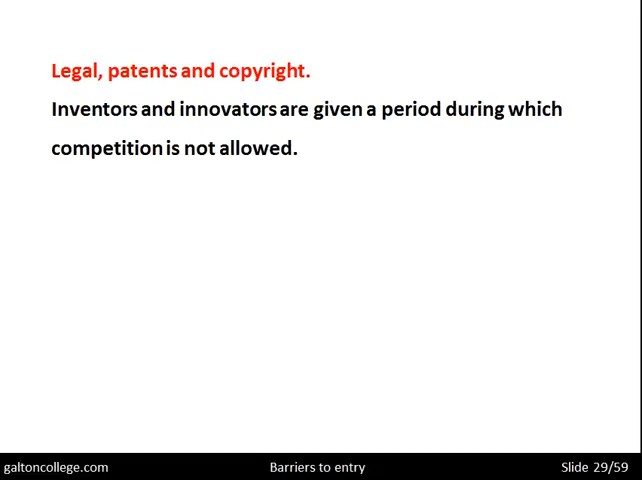 Legal, patents and copyright.
Inventors and innovators are given a period during which
competition is not allowed.
galtoncollege.com
Barriers to entry
Slide 29/59